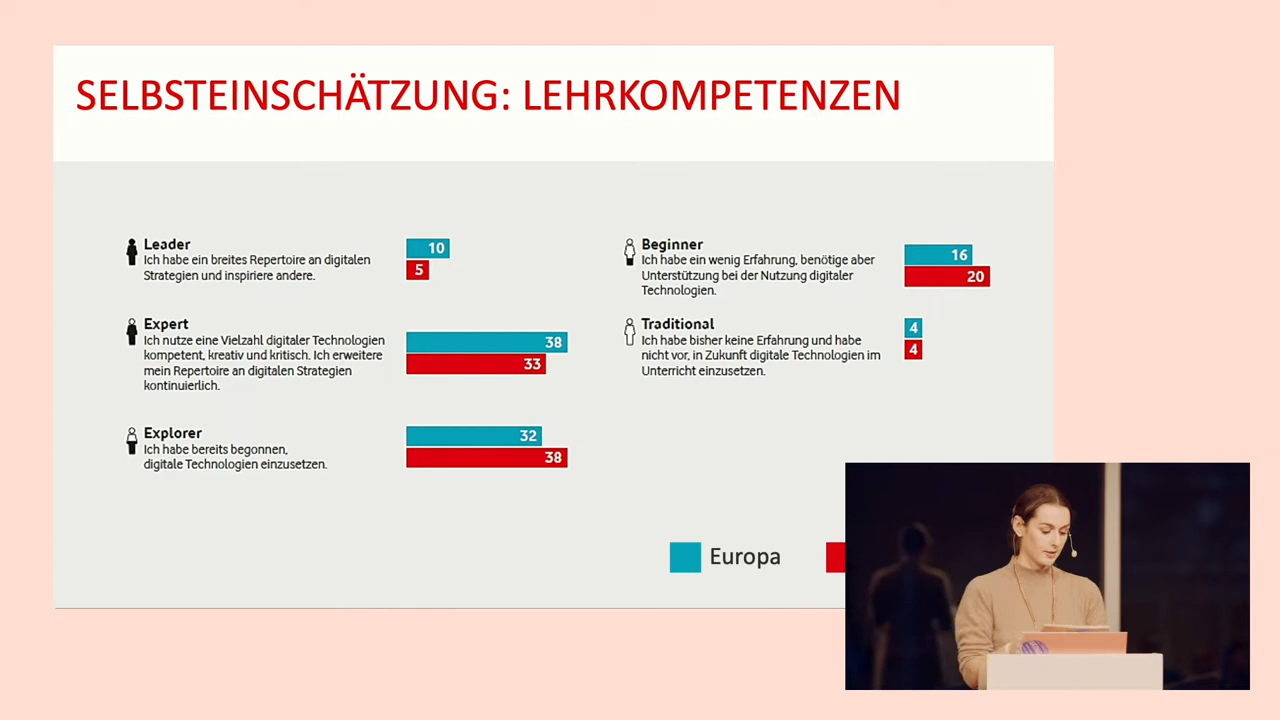 SELBSTEINSCHÄTZUNG: LEHRKOMPETENZEN
Leader
Ich habe ein breites Repertoire an digitalen
Strategien und inspiriere andere.
10
5
Expert
Ich nutze eine Vielzahl digitaler Technologien
kompetent, kreativ und kritisch. Ich erweitere
mein Repertoire an digitalen Strategien
kontinuierlich.
38
33
Explorer
Ich habe bereits begonnen,
digitale Technologien einzusetzen.
32
38
Beginner
Ich habe ein wenig Erfahrung, benötige aber
Unterstützung bei der Nutzung digitaler
Technologien.
16
20
Traditional
Ich habe bisher keine Erfahrung und habe
nicht vor, in Zukunft digitale Technologien im
Unterricht einzusetzen.
4
4
Europa